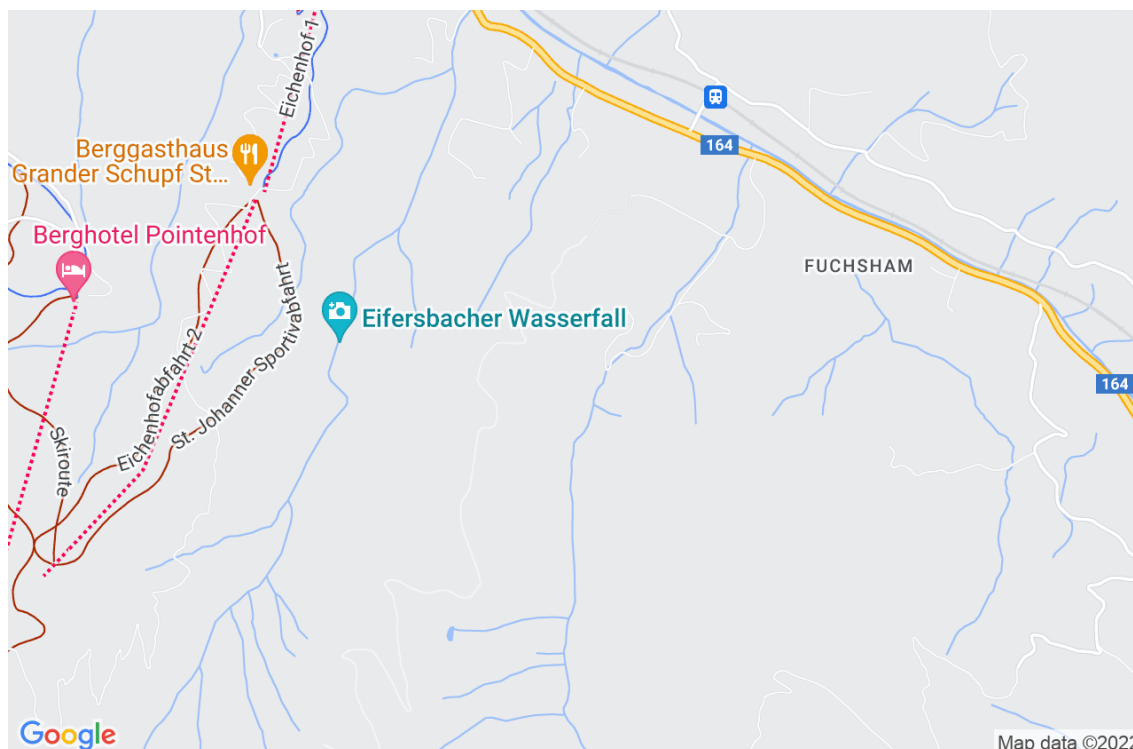 Eichenhof 1
164
Berggasthaus
Grander Schupf St...
Berghotel Pointenhof
FUCHSHAM
Eifersbacher Wasserfall
Eichenhofabfahrt 2
St. Johanner-Sportivabfahrt
164
Skiroute
Google
Map data ©2022